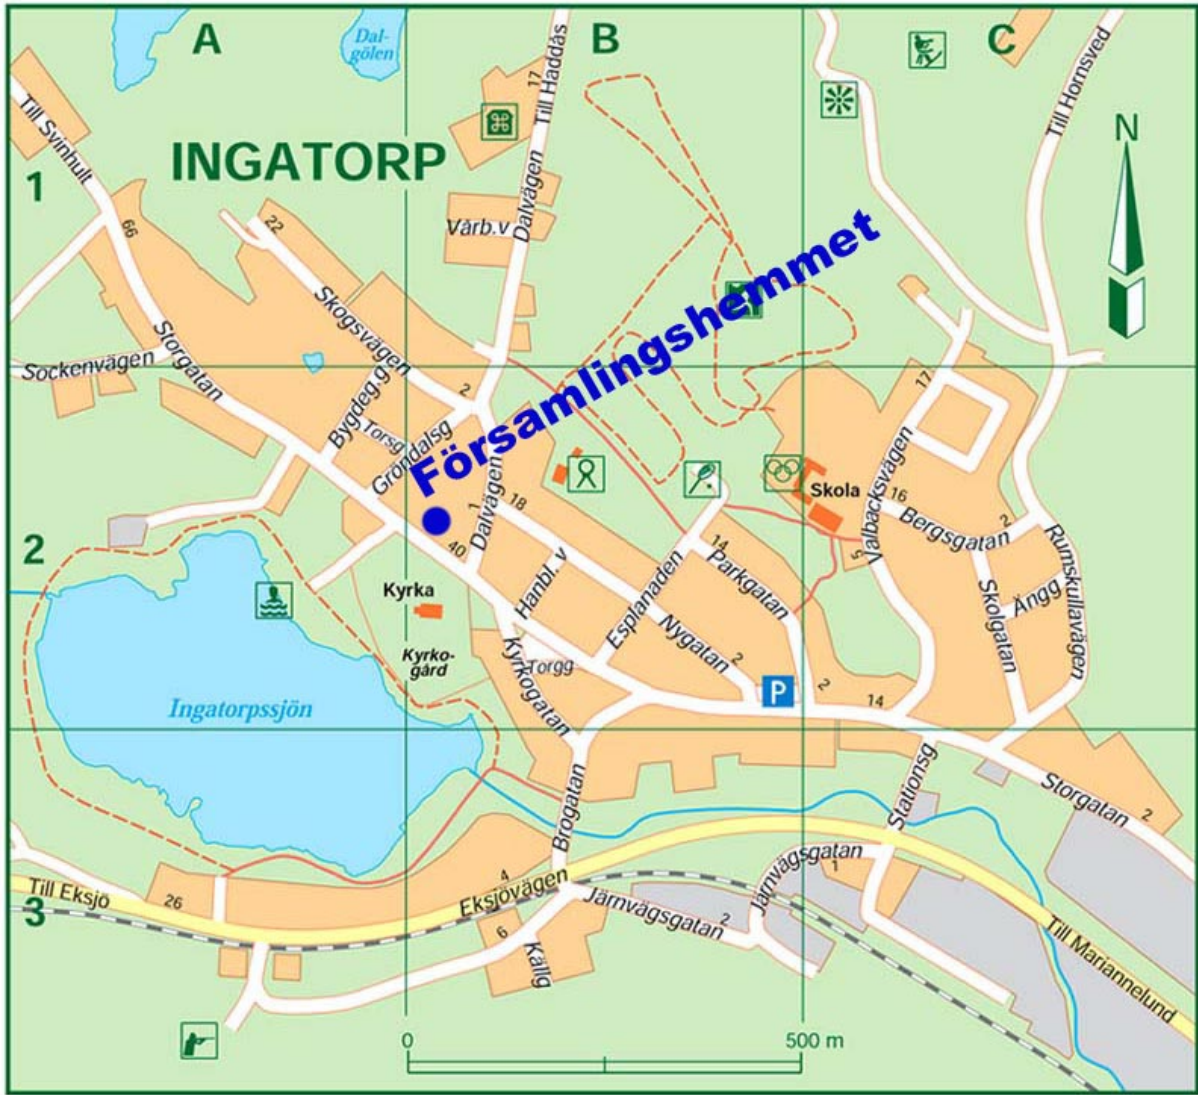 A
B
C
Dal-
gölen
17
Till Haddås
Till Hornsved
Till Svinhult
INGATORP
N
1
66
22
Vårb.v
Dalvägen
Församlingshemmet
Skogsvägen
Storgatan
Sockenvägen
2
Bygdeg.g
Torsg
Gröndalsg
17
Valbacksvägen
Skola
16
Bergsgatan
2
1
18
Dalvägen
40
2
14
5
Parkgatan
Rumskullavägen
Kyrka
Hambl. v
Esplanaden
Skolgatan
Ängg
Kyrko-
gård
Kyrkogatan
Torgg
Nygatan
2
P
2
14
Ingatorpssjön
Brogatan
Stationsg
Storgatan
2
Till Eksjö
26
3
4
Eksjövägen
Järnvägsgatan
2
Järnvägsgatan
1
6
Källg
Till Mariannelund
0
500 m